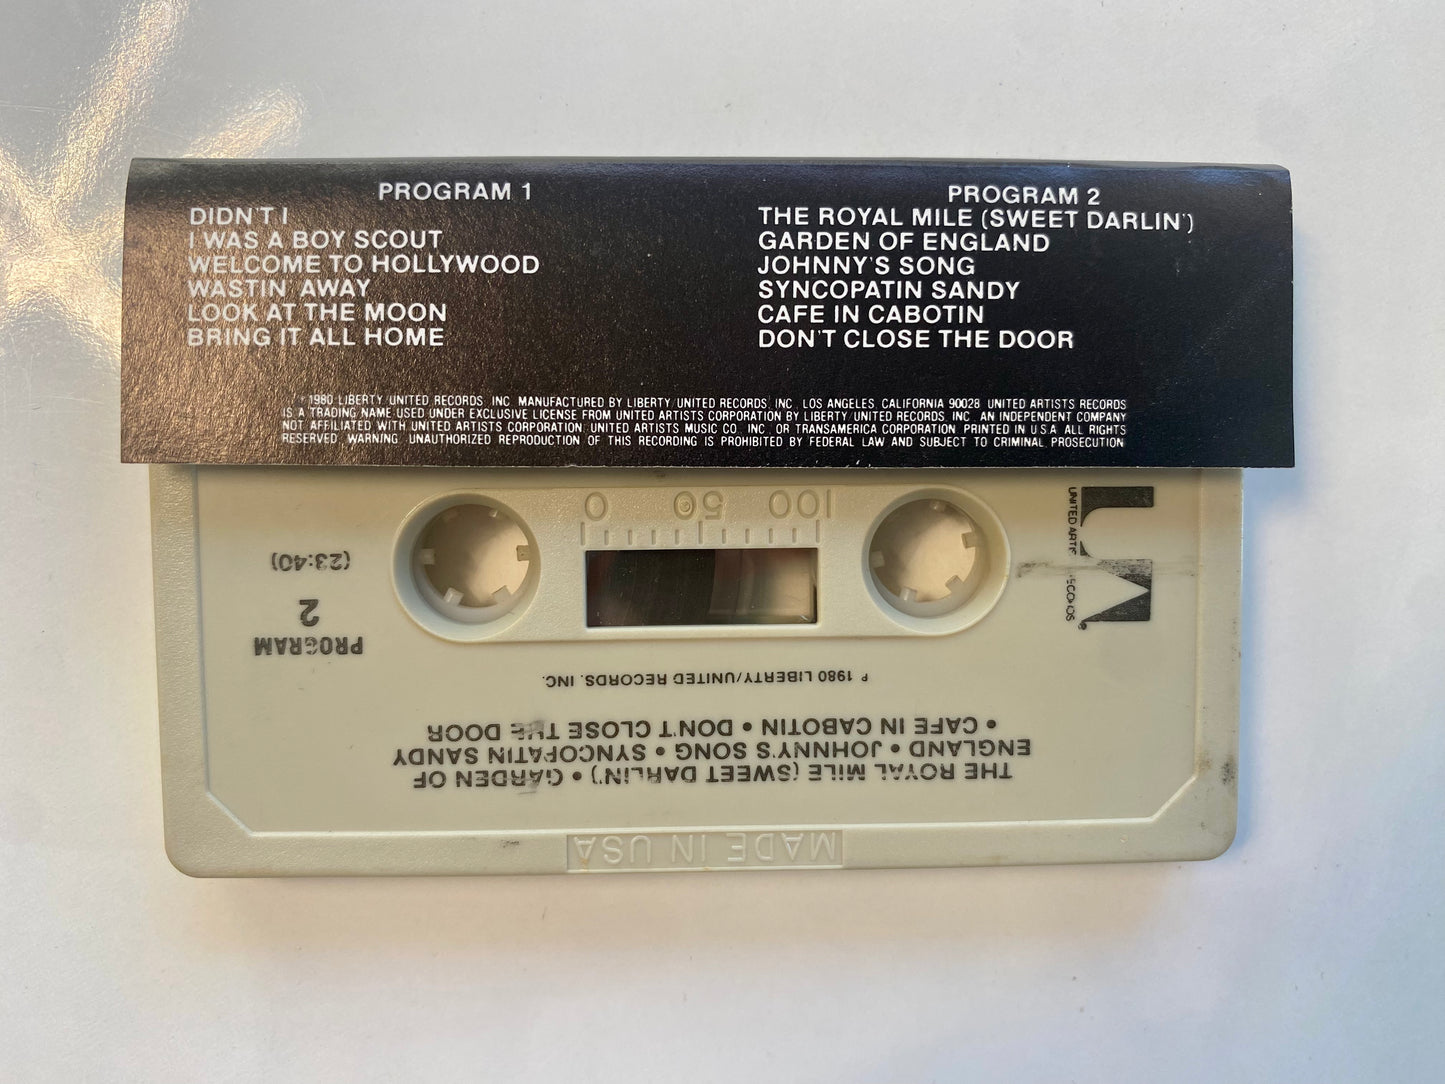 PROGRAM 1
DIDN'T I
I WAS A BOY SCOUT
WELCOME TO HOLLYWOOD
WASTIN' AWAY
LOOK AT THE MOON
BRING IT ALL HOME
PROGRAM 2
THE ROYAL MILE (SWEET DARLIN')
GARDEN OF ENGLAND
JOHNNY'S SONG
SYNCOPATIN SANDY
CAFE IN CABOTIN
DON'T CLOSE THE DOOR
℗ 1980 LIBERTY/UNITED RECORDS, INC. MANUFACTURED BY LIBERTY/UNITED RECORDS, INC., LOS ANGELES, CALIFORNIA 90028. UNITED ARTISTS RECORDS
IS A TRADING NAME USED UNDER EXCLUSIVE LICENSE FROM UNITED ARTISTS CORPORATION BY LIBERTY/UNITED RECORDS, INC. AN INDEPENDENT COMPANY
NOT AFFILIATED WITH UNITED ARTISTS CORPORATION, UNITED ARTISTS MUSIC CO., INC., OR TRANSAMERICA CORPORATION. PRINTED IN U.S.A. ALL RIGHTS
RESERVED. WARNING: UNAUTHORIZED REPRODUCTION OF THIS RECORDING IS PROHIBITED BY FEDERAL LAW AND SUBJECT TO CRIMINAL PROSECUTION.
MADE IN USA
THE ROYAL MILE (SWEET DARLIN') • GARDEN OF
ENGLAND • JOHNNY'S SONG • SYNCOPATIN SANDY
• CAFE IN CABOTIN • DON'T CLOSE THE DOOR
℗ 1980 LIBERTY/UNITED RECORDS, INC.
UA
UNITED ARTISTS RECORDS®
PROGRAM
2
(23:40)
100 50 0